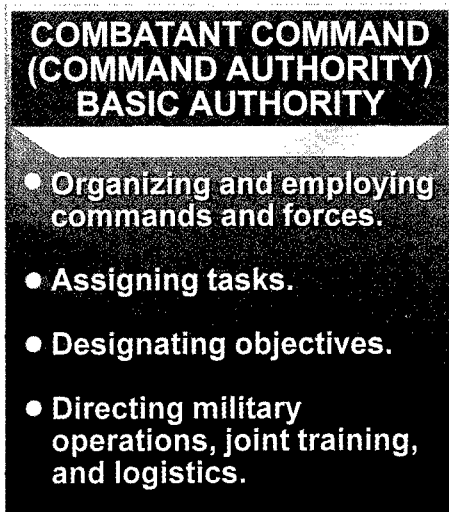 COMBATANT COMMAND
(COMMAND AUTHORITY)
BASIC AUTHORITY
• Organizing and employing
commands and forces.
• Assigning tasks.
• Designating objectives.
• Directing military
operations, joint training,
and logistics.